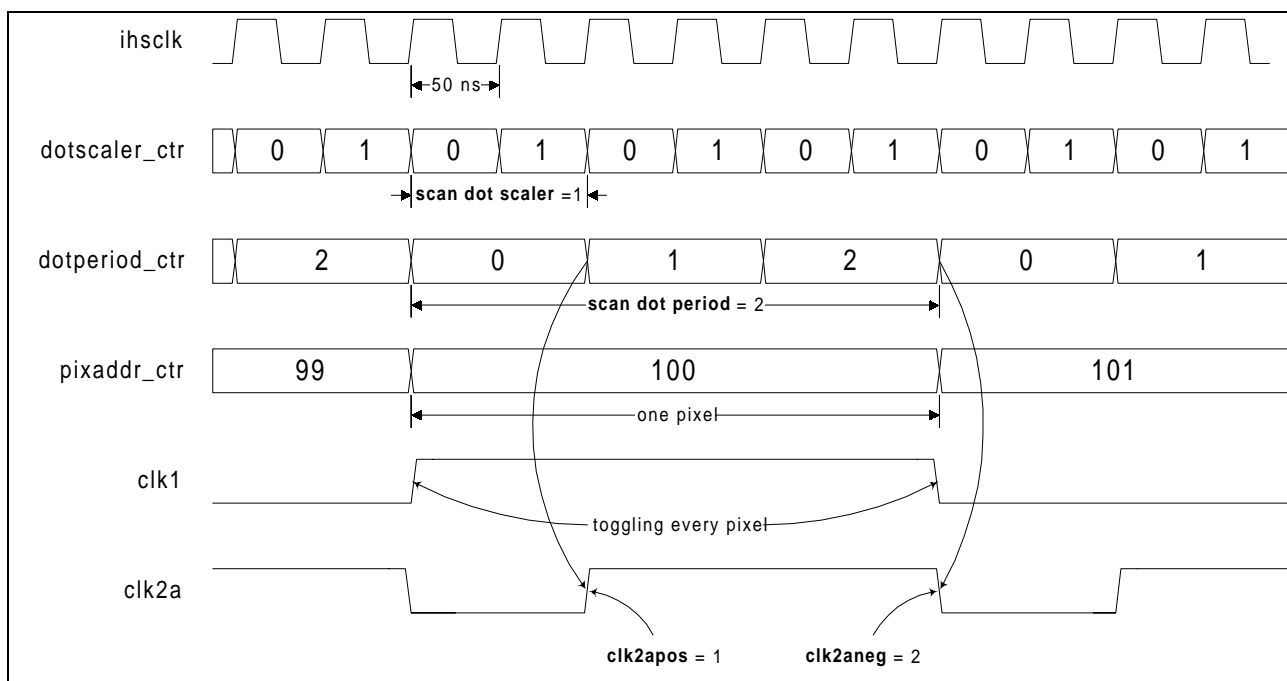 ihsclk
50 ns
dotscaler_ctr 0 1 0 1 0 1 0 1 0 1 0 1
scan dot scaler =1
dotperiod_ctr 2 0 1 2 0 1
scan dot period = 2
pixaddr_ctr 99 100 101
one pixel
clk1
toggling every pixel
clk2a
clk2apos = 1 clk2aneg = 2